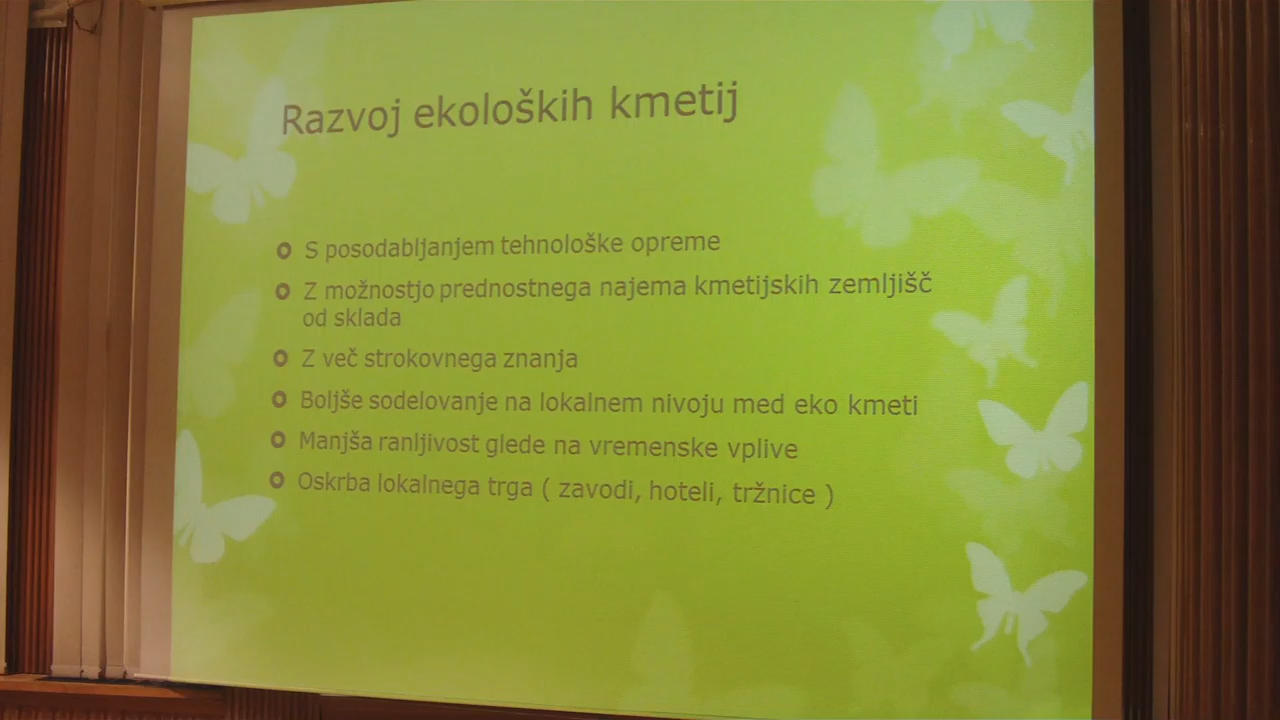 Razvoj ekoloških kmetij
S posodabljanjem tehnološke opreme
Z možnostjo prednostnega najema kmetijskih zemljišč
od sklada
Z več strokovnega znanja
Boljše sodelovanje na lokalnem nivoju med eko kmeti
Manjša ranljivost glede na vremenske vplive
Oskrba lokalnega trga ( zavodi, hoteli, tržnice )